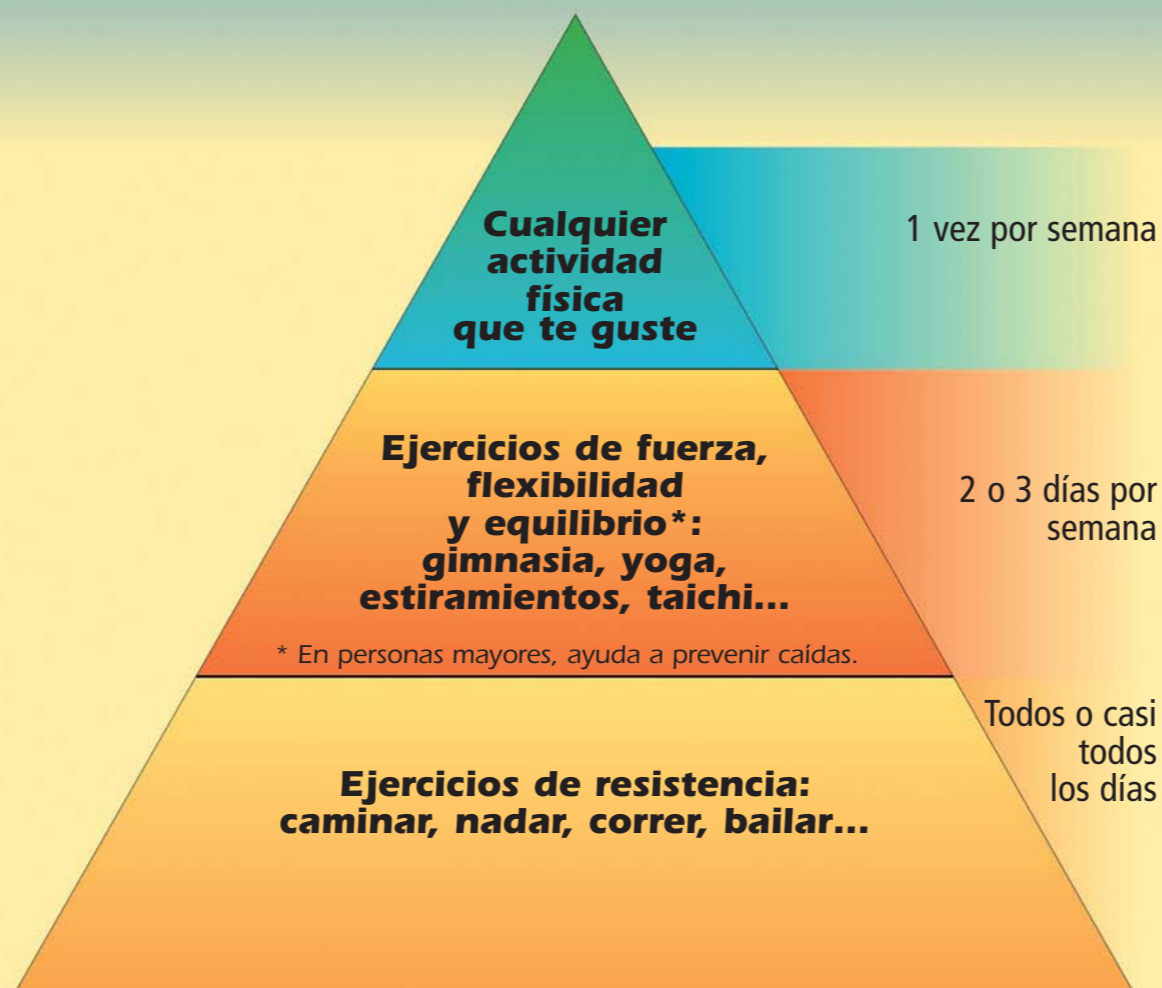 Cualquier
actividad
física
que te guste
1 vez por semana
Ejercicios de fuerza,
flexibilidad
y equilibrio*:
gimnasia, yoga,
estiramientos, taichi...
* En personas mayores, ayuda a prevenir caídas.
2 o 3 días por
semana
Ejercicios de resistencia:
caminar, nadar, correr, bailar...
Todos o casi
todos
los días